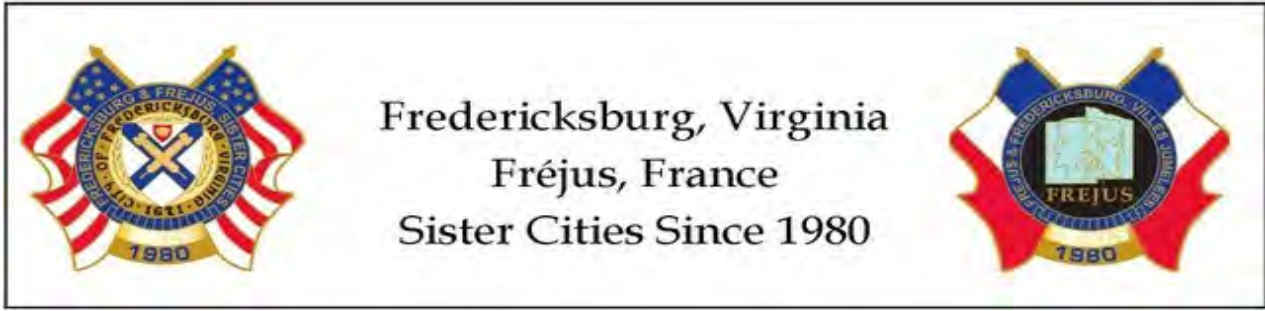 FREDERICKSBURG & FREJUS, SISTER CITIES
CITY OF · FREDERICKSBURG · VIRGINIA
1980
Fredericksburg, Virginia
Fréjus, France
Sister Cities Since 1980
FREJUS & FREDERICKSBURG, VILLES JUMELEES
FREJUS
1980